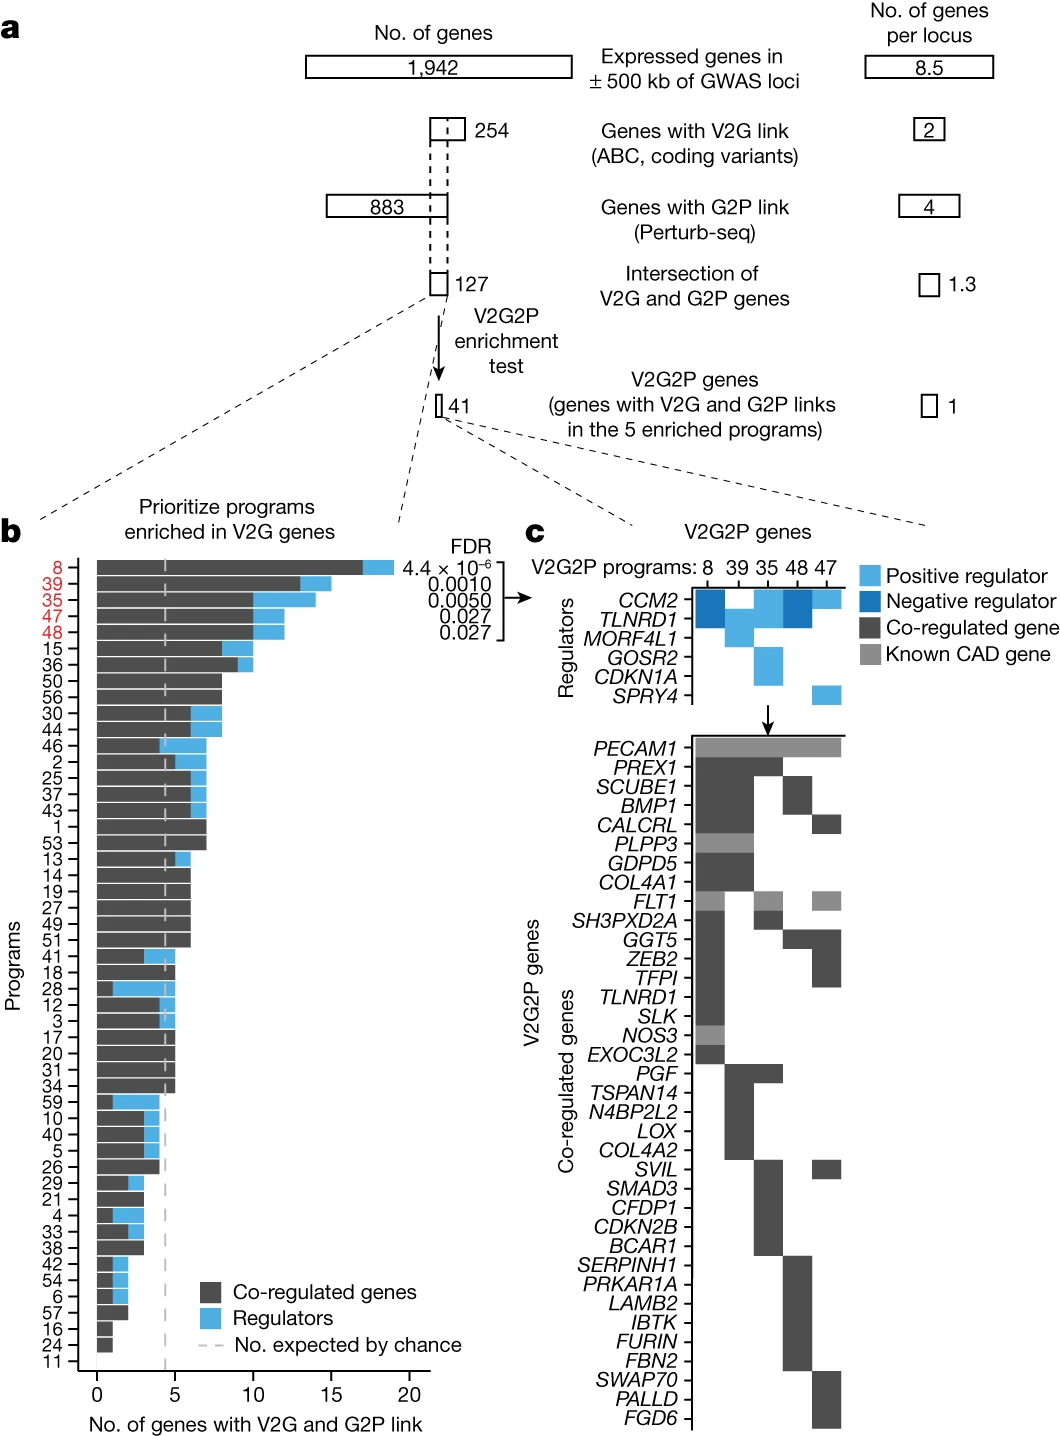 a
No. of genes
No. of genes
per locus
1,942
Expressed genes in
± 500 kb of GWAS loci
8.5
254
Genes with V2G link
(ABC, coding variants)
2
883
Genes with G2P link
(Perturb-seq)
4
127
Intersection of
V2G and G2P genes
1.3
V2G2P
enrichment
test
41
V2G2P genes
(genes with V2G and G2P links
in the 5 enriched programs)
1
b
Prioritize programs
enriched in V2G genes
FDR
8
4.4 × 10⁻⁶
39
0.0010
35
0.0050
47
0.027
48
0.027
15
36
50
56
30
44
46
2
25
37
43
1
53
13
14
19
27
49
51
41
18
28
12
3
17
20
31
34
59
10
40
5
26
29
21
4
33
38
42
54
6
57
16
24
11
Programs
Co-regulated genes
Regulators
No. expected by chance
0 5 10 15 20
No. of genes with V2G and G2P link
c
V2G2P genes
V2G2P programs: 8 39 35 48 47
Positive regulator
Negative regulator
Co-regulated gene
Known CAD gene
Regulators
CCM2
TLNRD1
MORF4L1
GOSR2
CDKN1A
SPRY4
V2G2P genes
Co-regulated genes
PECAM1
PREX1
SCUBE1
BMP1
CALCRL
PLPP3
GDPD5
COL4A1
FLT1
SH3PXD2A
GGT5
ZEB2
TFPI
TLNRD1
SLK
NOS3
EXOC3L2
PGF
TSPAN14
N4BP2L2
LOX
COL4A2
SVIL
SMAD3
CFDP1
CDKN2B
BCAR1
SERPINH1
PRKAR1A
LAMB2
IBTK
FURIN
FBN2
SWAP70
PALLD
FGD6